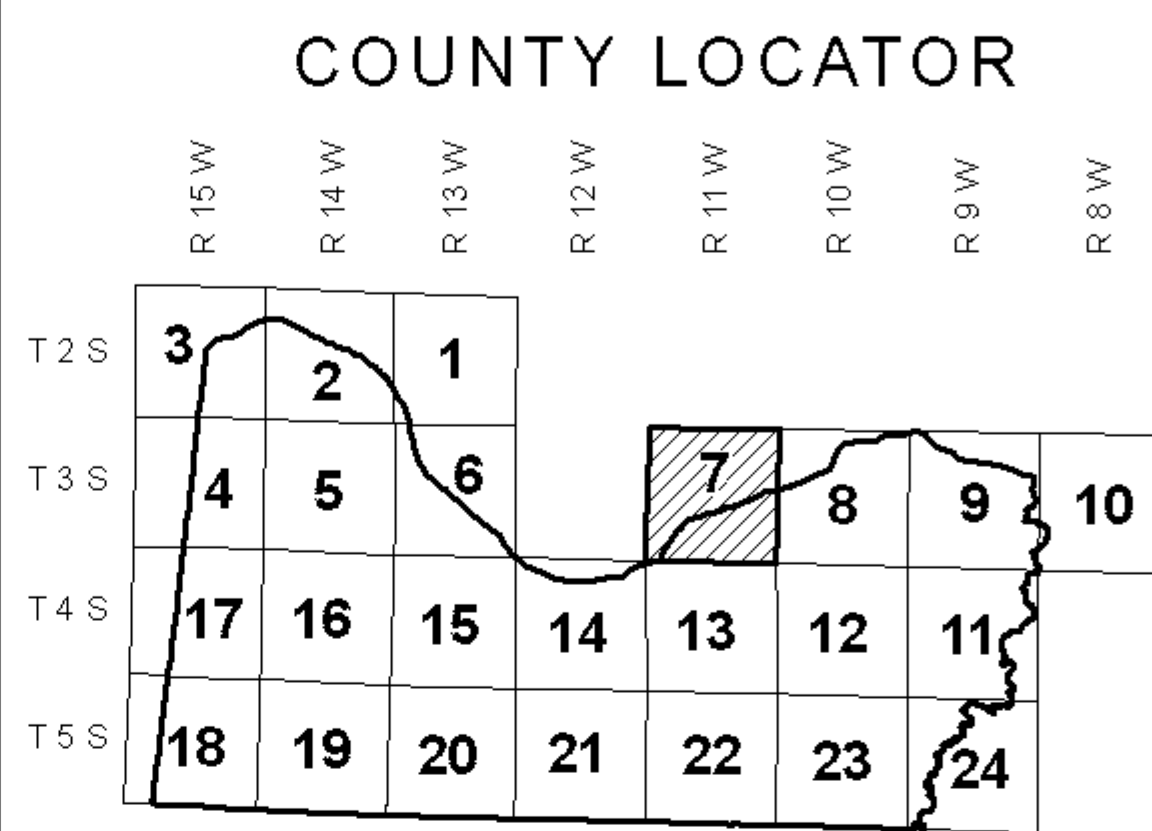 COUNTY LOCATOR
R 15 W R 14 W R 13 W R 12 W R 11 W R 10 W R 9 W R 8 W
T 2 S 3 2 1
T 3 S 4 5 6 7 8 9 10
T 4 S 17 16 15 14 13 12 11
T 5 S 18 19 20 21 22 23 24